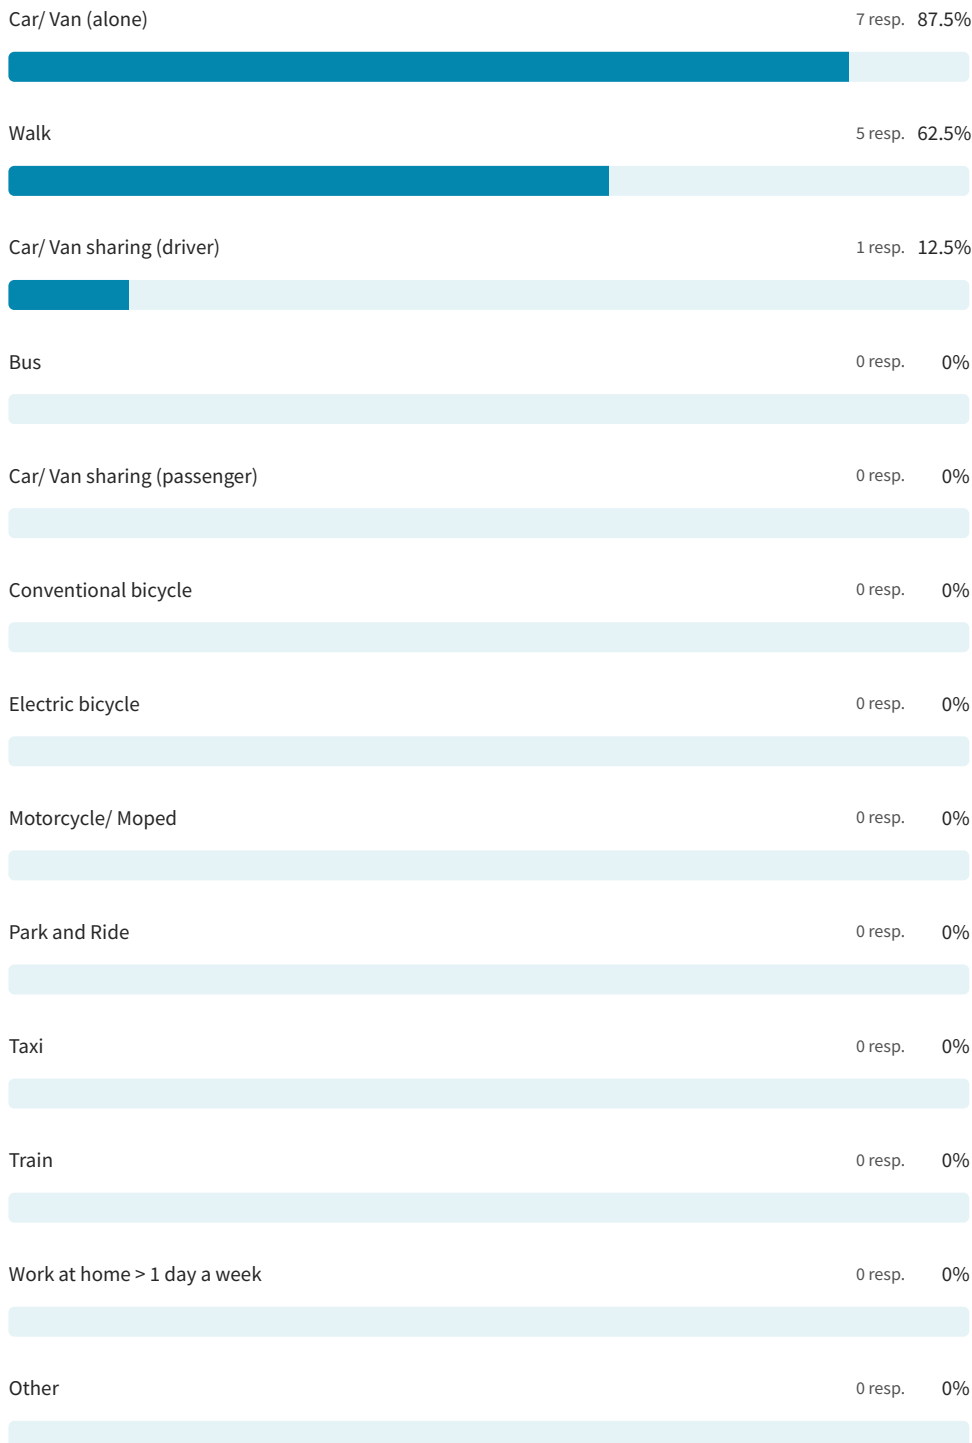 Car/ Van (alone) 7 resp. 87.5%
Walk 5 resp. 62.5%
Car/ Van sharing (driver) 1 resp. 12.5%
Bus 0 resp. 0%
Car/ Van sharing (passenger) 0 resp. 0%
Conventional bicycle 0 resp. 0%
Electric bicycle 0 resp. 0%
Motorcycle/ Moped 0 resp. 0%
Park and Ride 0 resp. 0%
Taxi 0 resp. 0%
Train 0 resp. 0%
Work at home > 1 day a week 0 resp. 0%
Other 0 resp. 0%